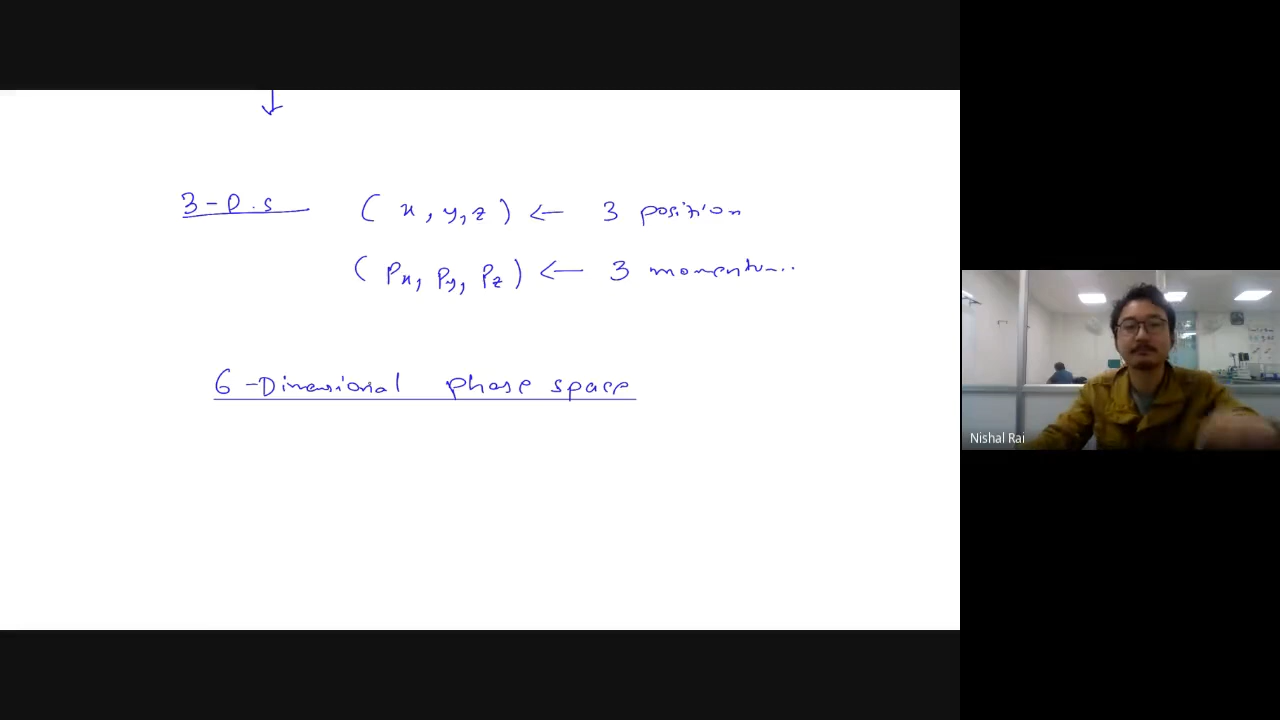 3-D.s (x, y, z) ← 3 position
(Px, Py, Pz) ← 3 momentum..
6-Dimensional phase space
Nishal Rai